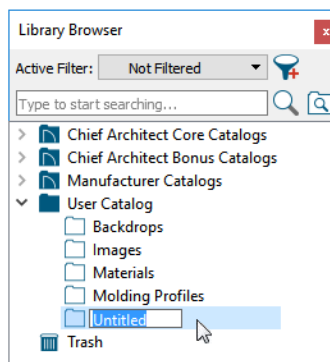 Library Browser
x
Active Filter: Not Filtered
Type to start searching...
Chief Architect Core Catalogs
Chief Architect Bonus Catalogs
Manufacturer Catalogs
User Catalog
Backdrops
Images
Materials
Molding Profiles
Untitled
Trash